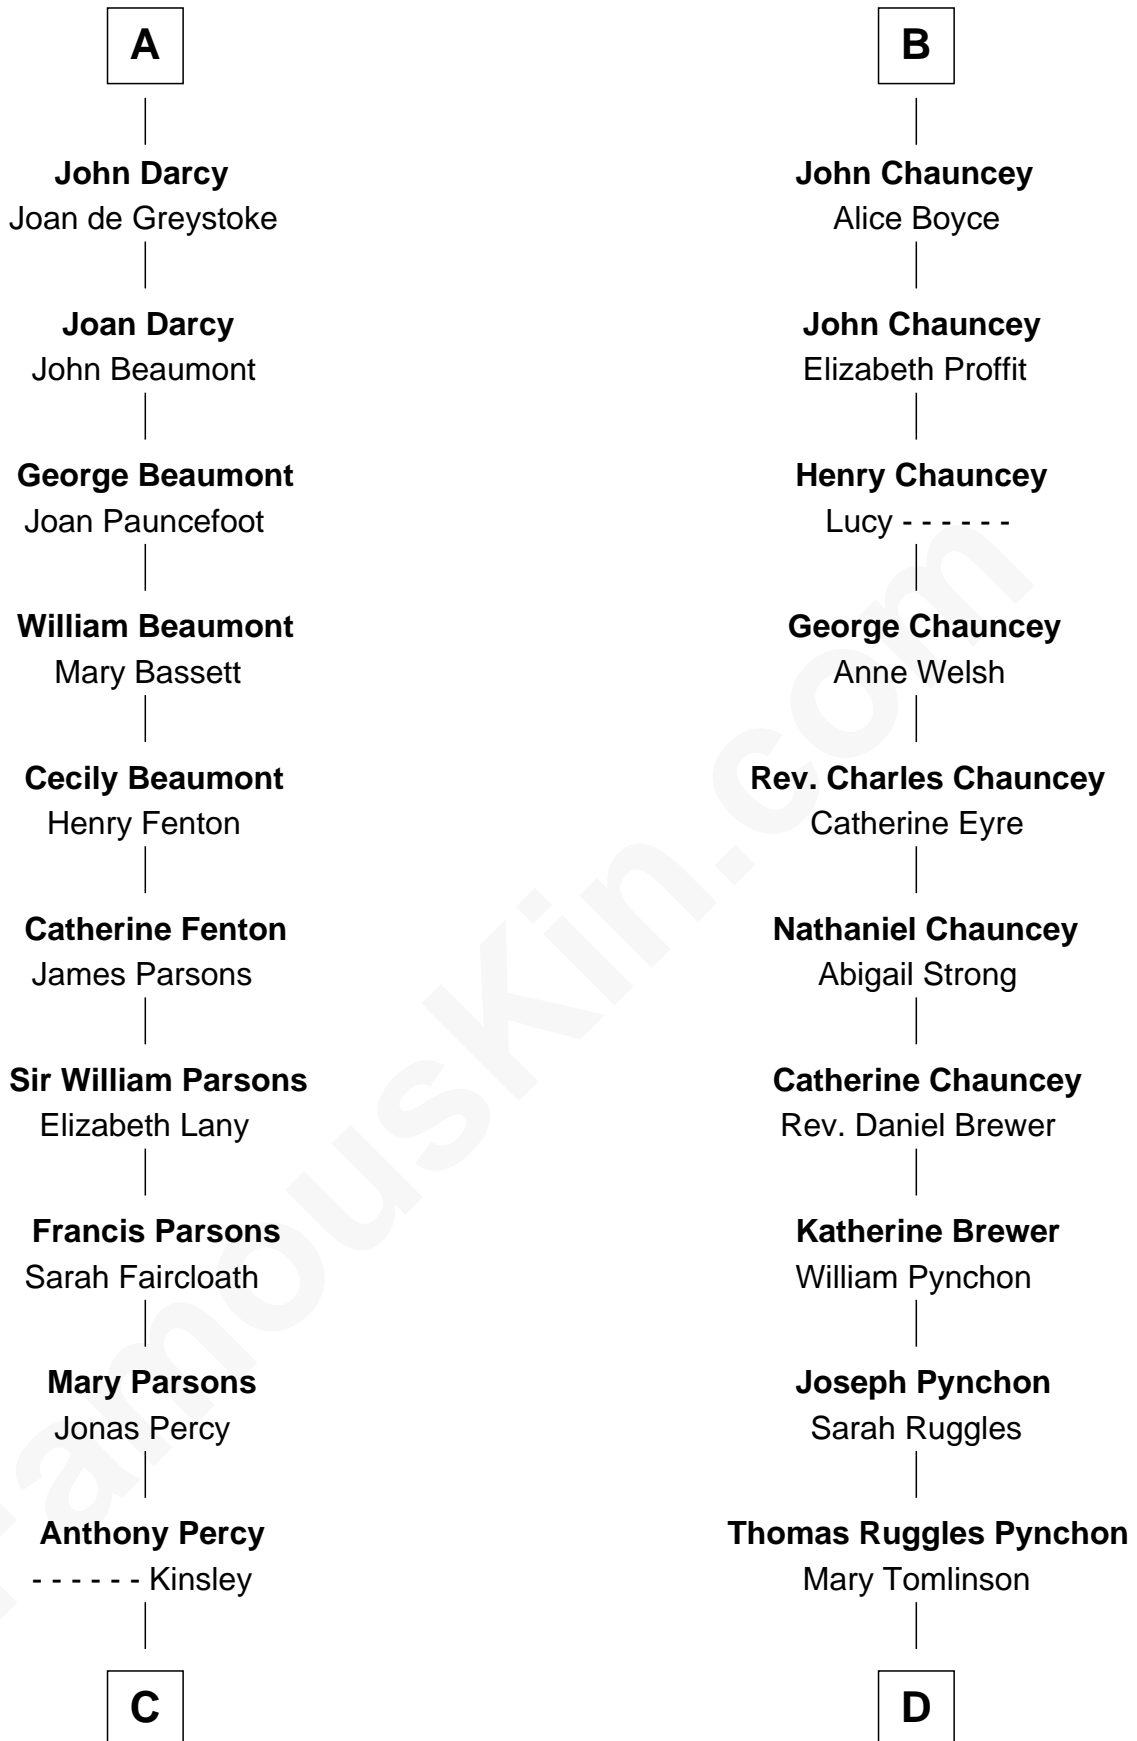 A
John Darcy
Joan de Greystoke
Joan Darcy
John Beaumont
George Beaumont
Joan Pauncefoot
William Beaumont
Mary Bassett
Cecily Beaumont
Henry Fenton
Catherine Fenton
James Parsons
Sir William Parsons
Elizabeth Lany
Francis Parsons
Sarah Faircloath
Mary Parsons
Jonas Percy
Anthony Percy
- - - - - - Kinsley
C
B
John Chauncey
Alice Boyce
John Chauncey
Elizabeth Proffit
Henry Chauncey
Lucy - - - - - -
George Chauncey
Anne Welsh
Rev. Charles Chauncey
Catherine Eyre
Nathaniel Chauncey
Abigail Strong
Catherine Chauncey
Rev. Daniel Brewer
Katherine Brewer
William Pynchon
Joseph Pynchon
Sarah Ruggles
Thomas Ruggles Pynchon
Mary Tomlinson
D
FamousKin.com